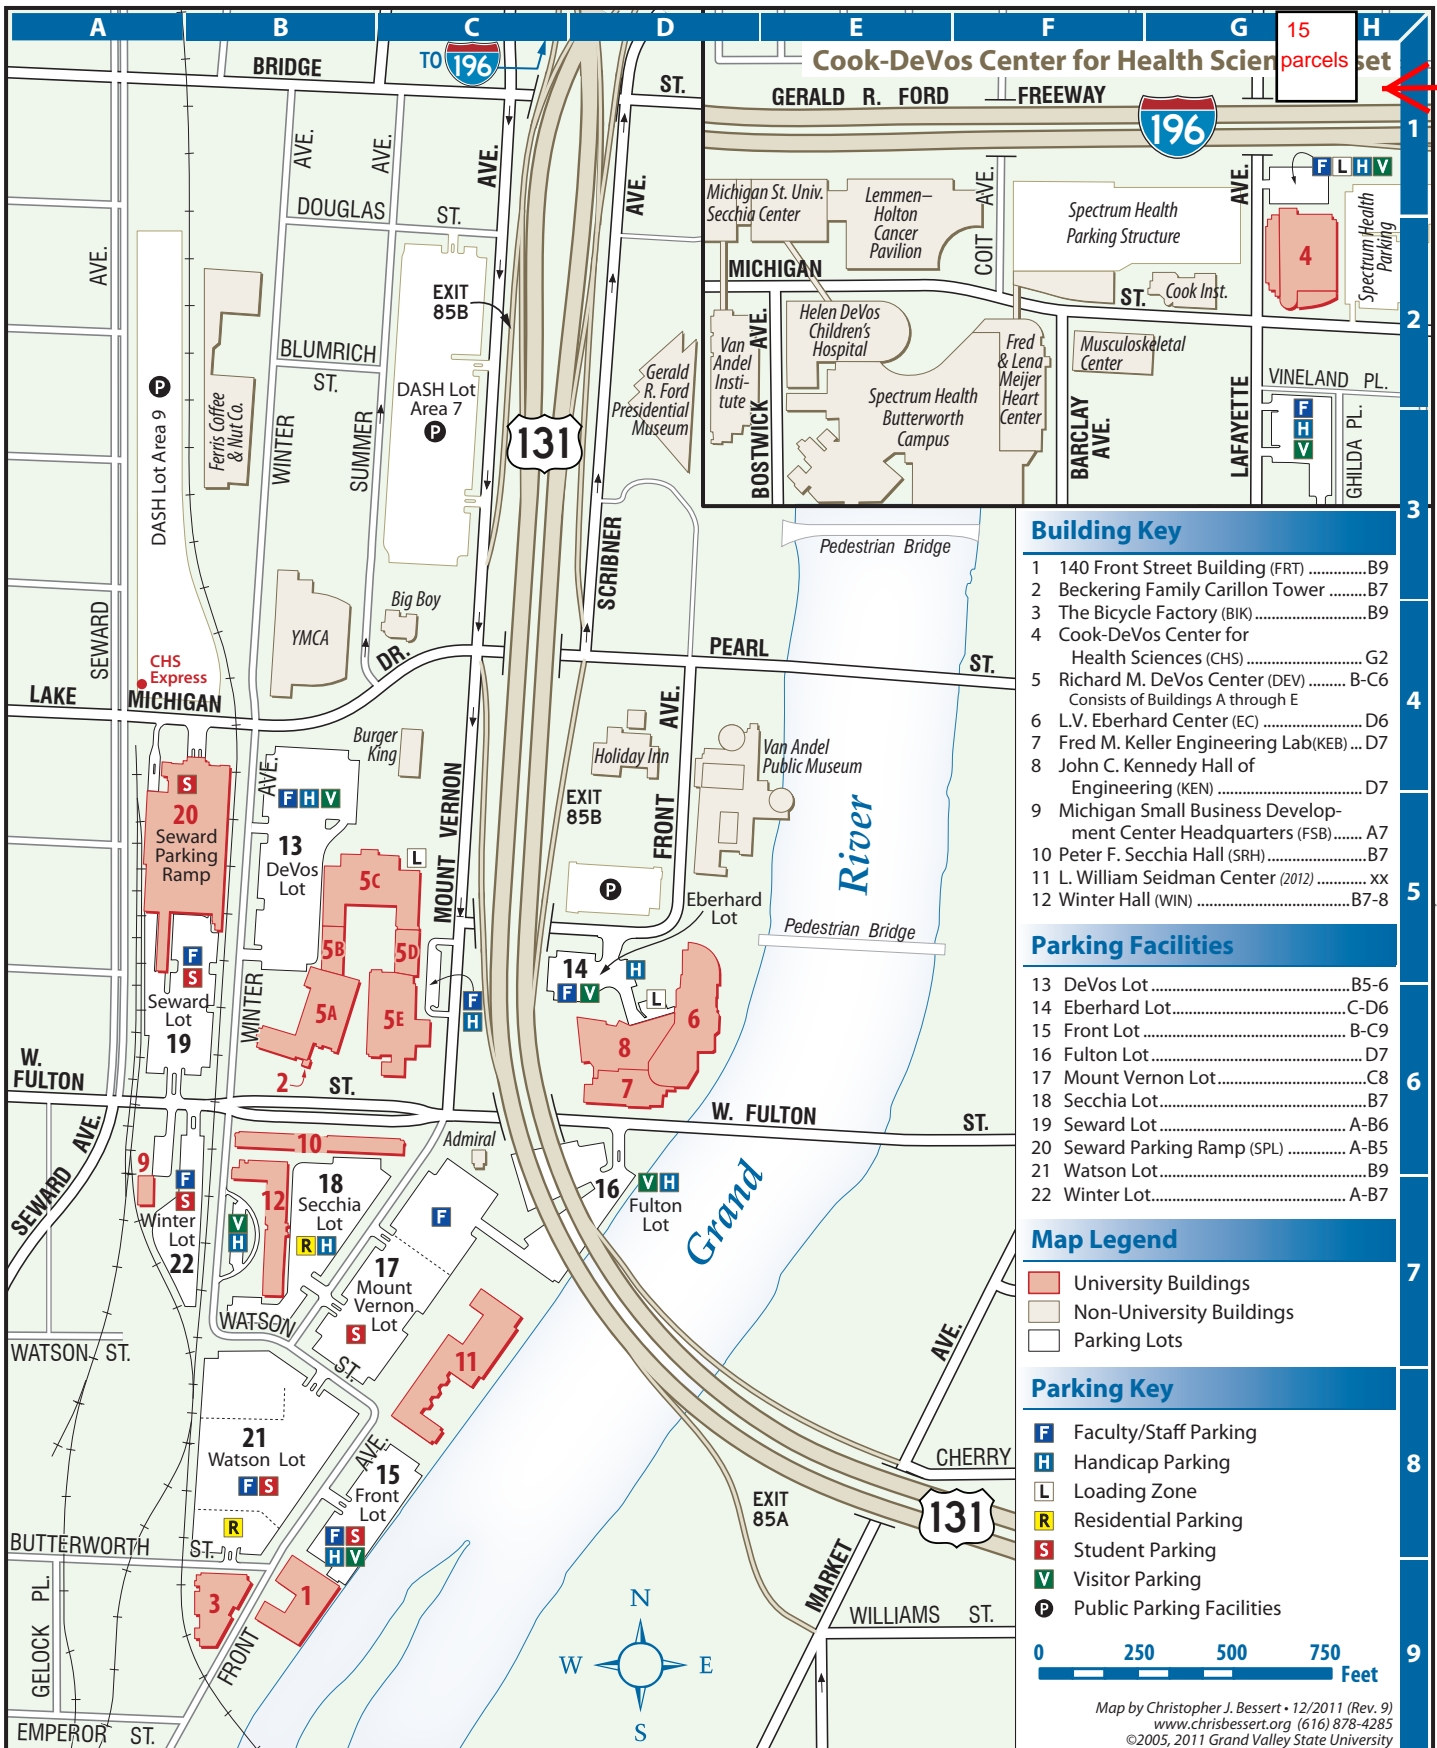 A B C D E F G H
15
parcels
Cook-DeVos Center for Health Scien
set
TO 196
BRIDGE
ST.
GERALD R. FORD FREEWAY
196
1
AVE.
AVE.
AVE.
AVE.
AVE.
AVE.
F L H V
Michigan St. Univ.
Secchia Center
Lemmen–
Holton
Cancer
Pavilion
COIT
Spectrum Health
Parking Structure
4
Spectrum Health
Parking
DOUGLAS ST.
AVE.
MICHIGAN
ST.
Cook Inst.
EXIT
85B
2
BLUMRICH
ST.
Van
Andel
Insti-
tute
AVE.
BOSTWICK
Helen DeVos
Children's
Hospital
Fred
& Lena
Meijer
Heart
Center
Musculoskeletal
Center
Gerald
R. Ford
Presidential
Museum
Spectrum Health
Butterworth
Campus
BARCLAY
AVE.
LAFAYETTE
VINELAND PL.
F
H
V
GHILDA PL.
DASH Lot
Area 7
P
P
DASH Lot Area 9
Ferris Coffee
& Nut Co.
WINTER
SUMMER
131
3
SCRIBNER
Pedestrian Bridge
SEWARD
YMCA
Big Boy
DR.
PEARL
ST.
CHS
Express
LAKE MICHIGAN
4
Burger
King
Holiday Inn
AVE.
Van Andel
Public Museum
AVE.
S
20
Seward
Parking
Ramp
F H V
13
DeVos
Lot
EXIT
85B
FRONT
River
MOUNT VERNON
L
5C
P
Eberhard
Lot
5
5B
5D
Pedestrian Bridge
F
S
Seward
Lot
19
WINTER
5A
5E
F
H
14
F V
H
L
6
8
7
W.
FULTON
2
ST.
W. FULTON
ST.
6
SEWARD AVE.
9
10
Admiral
F
S
Winter
Lot
22
V
H
12
18
Secchia
Lot
R H
F
16
V H
Fulton
Lot
Grand
17
Mount
Vernon
Lot
S
7
WATSON
ST.
WATSON ST.
11
AVE.
21
Watson Lot
F S
R
AVE.
15
Front
Lot
F S
H V
CHERRY
8
EXIT
85A
131
BUTTERWORTH ST.
GELOCK PL.
3
1
FRONT
MARKET
WILLIAMS ST.
N
W E
S
9
EMPEROR ST.
Building Key
1 140 Front Street Building (FRT) ..............B9
2 Beckering Family Carillon Tower .........B7
3 The Bicycle Factory (BIK) .........................B9
4 Cook-DeVos Center for
Health Sciences (CHS) ......................... G2
5 Richard M. DeVos Center (DEV) ......... B-C6
Consists of Buildings A through E
6 L.V. Eberhard Center (EC) ...................... D6
7 Fred M. Keller Engineering Lab(KEB) ... D7
8 John C. Kennedy Hall of
Engineering (KEN) ................................ D7
9 Michigan Small Business Develop-
ment Center Headquarters (FSB)....... A7
10 Peter F. Secchia Hall (SRH) ......................B7
11 L. William Seidman Center (2012) ............ xx
12 Winter Hall (WIN) .................................B7-8
Parking Facilities
13 DeVos Lot ............................................B5-6
14 Eberhard Lot.......................................C-D6
15 Front Lot ............................................B-C9
16 Fulton Lot ..............................................D7
17 Mount Vernon Lot.................................C8
18 Secchia Lot.............................................B7
19 Seward Lot .........................................A-B6
20 Seward Parking Ramp (SPL) .............. A-B5
21 Watson Lot.............................................B9
22 Winter Lot...........................................A-B7
Map Legend
University Buildings
Non-University Buildings
Parking Lots
Parking Key
F Faculty/Staff Parking
H Handicap Parking
L Loading Zone
R Residential Parking
S Student Parking
V Visitor Parking
P Public Parking Facilities
0 250 500 750
Feet
Map by Christopher J. Bessert • 12/2011 (Rev. 9)
www.chrisbessert.org (616) 878-4285
©2005, 2011 Grand Valley State University